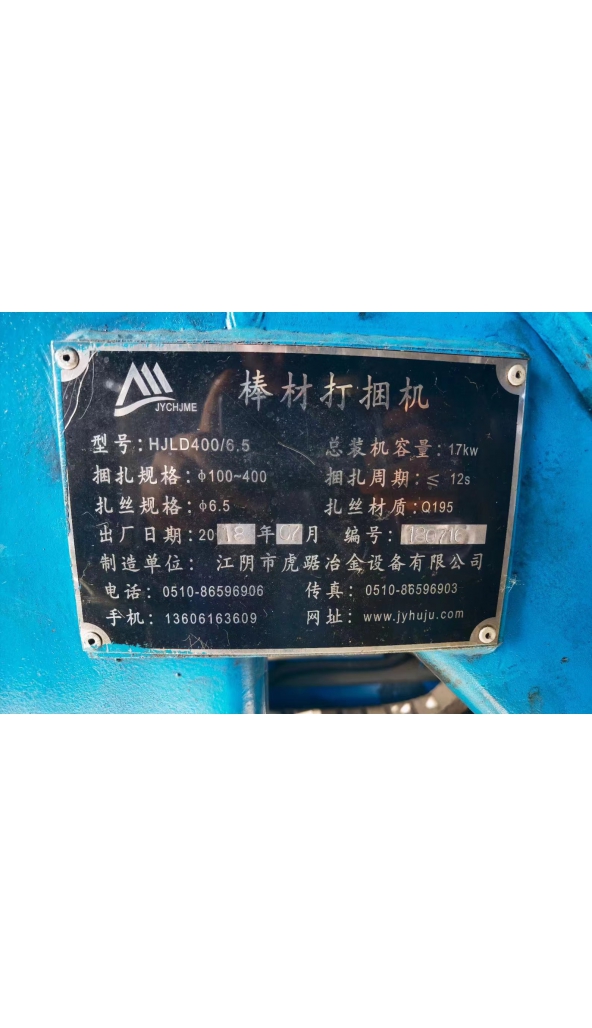 JYCHJME
棒材打捆机
型号：HJLD400/6.5 总装机容量：17kw
捆扎规格：φ100~400 捆扎周期：≤ 12s
扎丝规格：φ6.5 扎丝材质：Q195
出厂日期：2018年07月 编号：180716
制造单位： 江阴市虎踞冶金设备有限公司
电话：0510-86596906 传真：0510-86596903
手机：13606163609 网址：www.jyhuju.com